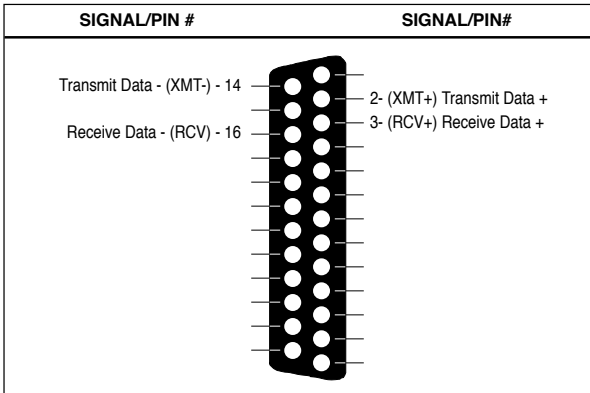 SIGNAL/PIN # SIGNAL/PIN#
Transmit Data - (XMT-) - 14
2- (XMT+) Transmit Data +
3- (RCV+) Receive Data +
Receive Data - (RCV) - 16